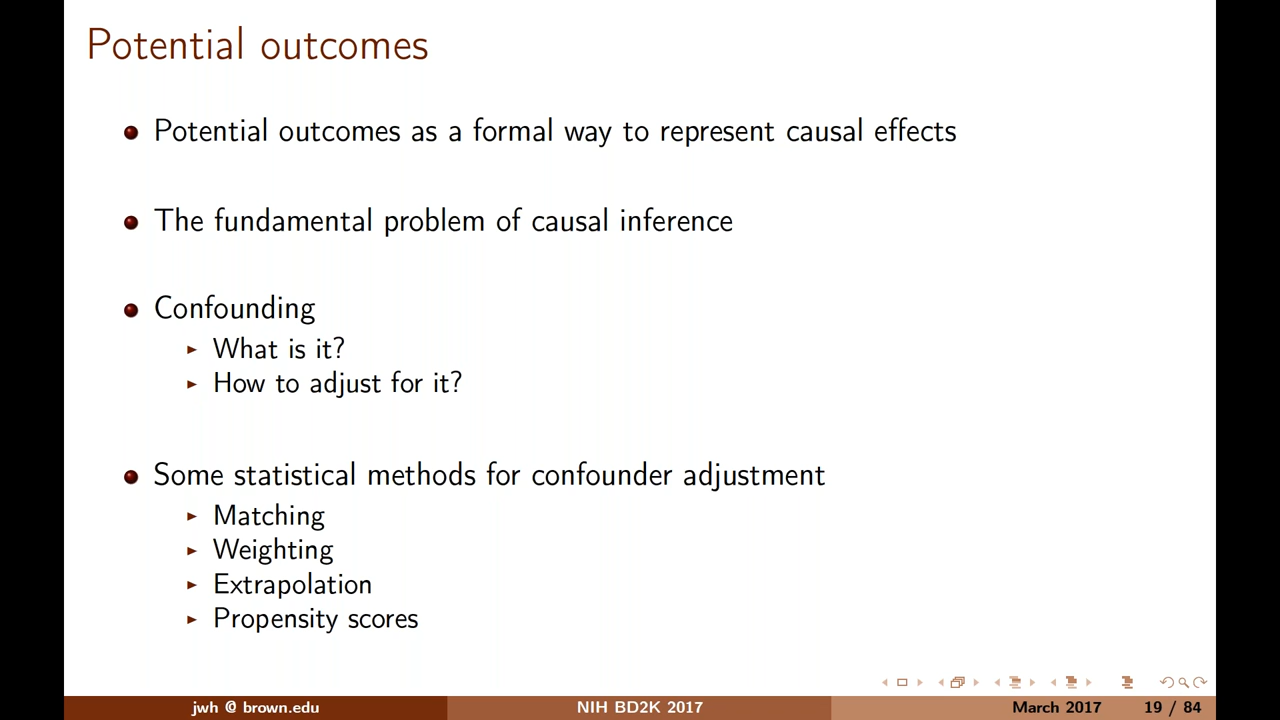 Potential outcomes
Potential outcomes as a formal way to represent causal effects
The fundamental problem of causal inference
Confounding
What is it?
How to adjust for it?
Some statistical methods for confounder adjustment
Matching
Weighting
Extrapolation
Propensity scores
jwh @ brown.edu NIH BD2K 2017 March 2017 19 / 84